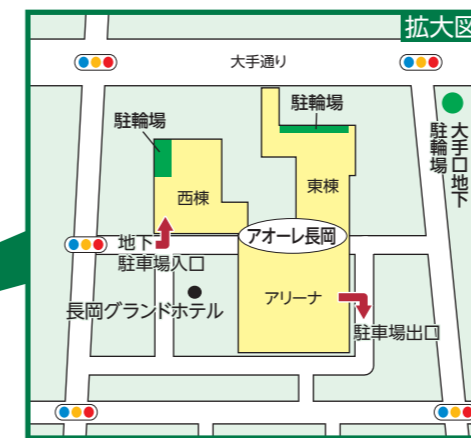 拡大図
大手通り
駐輪場
駐輪場
大手口地下
駐輪場
西棟
東棟
アオーレ長岡
地下
駐車場入口
アリーナ
長岡グランドホテル
駐車場出口